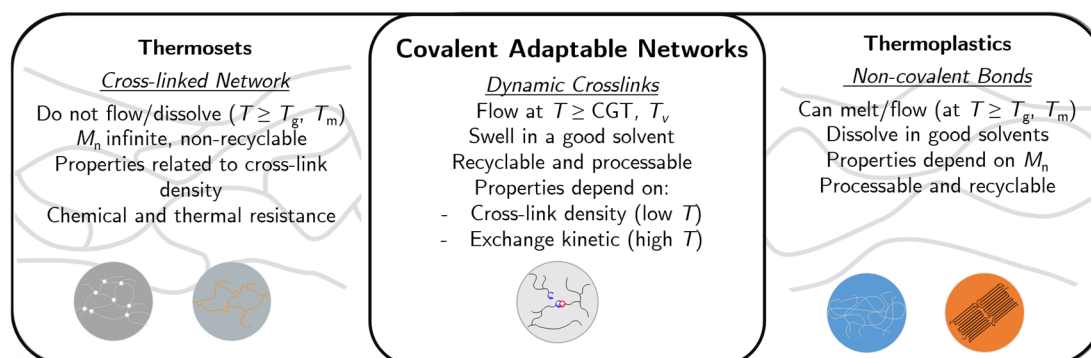 Thermosets
Cross-linked Network
Do not flow/dissolve (T ≥ Tg, Tm)
Mn infinite, non-recyclable
Properties related to cross-link
density
Chemical and thermal resistance
Covalent Adaptable Networks
Dynamic Crosslinks
Flow at T ≥ CGT, Tv
Swell in a good solvent
Recyclable and processable
Properties depend on:
- Cross-link density (low T)
- Exchange kinetic (high T)
Thermoplastics
Non-covalent Bonds
Can melt/flow (at T ≥ Tg, Tm)
Dissolve in good solvents
Properties depend on Mn
Processable and recyclable